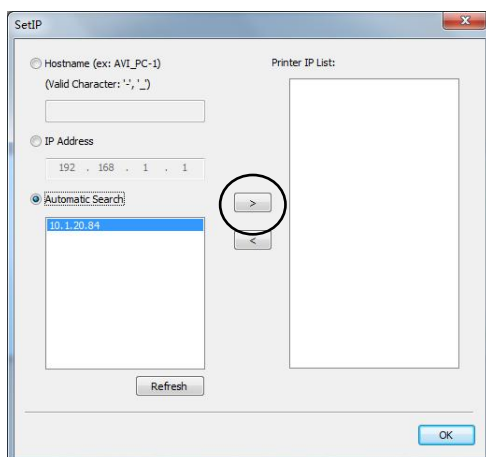 SetIP
x
Hostname (ex: AVI_PC-1)
(Valid Character: '-', '_')
IP Address
192 . 168 . 1 . 1
Automatic Search
10.1.20.84
Refresh
Printer IP List:
>
<
OK